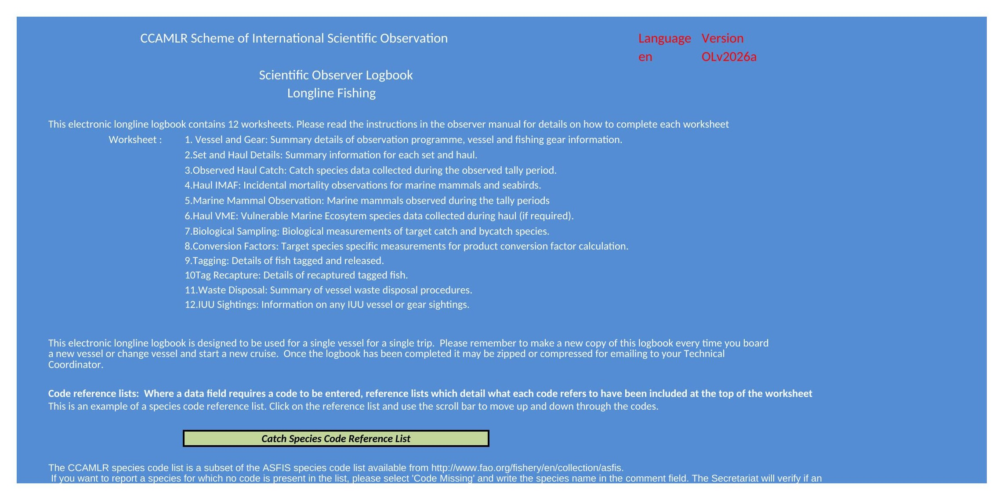 CCAMLR Scheme of International Scientific Observation
Language Version
en OLv2026a
Scientific Observer Logbook
Longline Fishing
This electronic longline logbook contains 12 worksheets. Please read the instructions in the observer manual for details on how to complete each worksheet
Worksheet : 1. Vessel and Gear: Summary details of observation programme, vessel and fishing gear information.
2.Set and Haul Details: Summary information for each set and haul.
3.Observed Haul Catch: Catch species data collected during the observed tally period.
4.Haul IMAF: Incidental mortality observations for marine mammals and seabirds.
5.Marine Mammal Observation: Marine mammals observed during the tally periods
6.Haul VME: Vulnerable Marine Ecosytem species data collected during haul (if required).
7.Biological Sampling: Biological measurements of target catch and bycatch species.
8.Conversion Factors: Target species specific measurements for product conversion factor calculation.
9.Tagging: Details of fish tagged and released.
10Tag Recapture: Details of recaptured tagged fish.
11.Waste Disposal: Summary of vessel waste disposal procedures.
12.IUU Sightings: Information on any IUU vessel or gear sightings.
This electronic longline logbook is designed to be used for a single vessel for a single trip.  Please remember to make a new copy of this logbook every time you board
a new vessel or change vessel and start a new cruise.  Once the logbook has been completed it may be zipped or compressed for emailing to your Technical
Coordinator.
Code reference lists:  Where a data field requires a code to be entered, reference lists which detail what each code refers to have been included at the top of the worksheet
This is an example of a species code reference list. Click on the reference list and use the scroll bar to move up and down through the codes.
Catch Species Code Reference List
The CCAMLR species code list is a subset of the ASFIS species code list available from http://www.fao.org/fishery/en/collection/asfis.
If you want to report a species for which no code is present in the list, please select 'Code Missing' and write the species name in the comment field. The Secretariat will verify if an